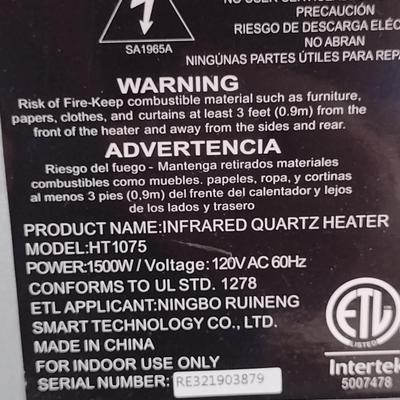 SA1965A
PRECAUCIÓN
RIESGO DE DESCARGA
NO ABRAN
NINGÚNAS PARTES ÚTILES PARA
WARNING
Risk of Fire-Keep combustible material such as furniture,
papers, clothes, and curtains at least 3 feet (0.9m) from the
front of the heater and away from the sides and rear.
ADVERTENCIA
Riesgo del fuego - Mantenga retirados materiales
combustibles como muebles. papeles, ropa, y cortinas
al menos 3 pies (0,9m) del frente del calentador y lejos
de los lados y trasero
PRODUCT NAME:INFRARED QUARTZ HEATER
MODEL:HT1075
POWER:1500W / Voltage: 120V AC 60Hz
CONFORMS TO UL STD. 1278
ETL APPLICANT:NINGBO RUINENG
SMART TECHNOLOGY CO., LTD.
MADE IN CHINA
FOR INDOOR USE ONLY
SERIAL NUMBER: RE321903879
ETL
LISTED
Intertek
5007478